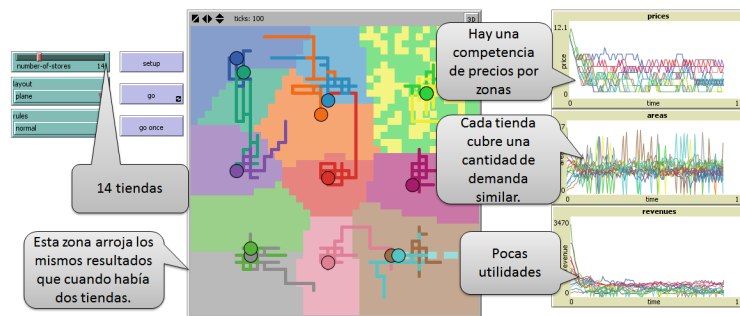 ticks: 100
3D
number-of-stores 14
setup
layout
plane
go
rules
normal
go once
14 tiendas
Esta zona arroja los
mismos resultados
que cuando había
dos tiendas.
Hay una
competencia
de precios por
zonas
prices
12.1
price
0
0
time
1
Cada tienda
cubre una
cantidad de
demanda
similar.
areas
7
0
0
time
1
Pocas
utilidades
revenues
3470
revenue
0
0
time
1